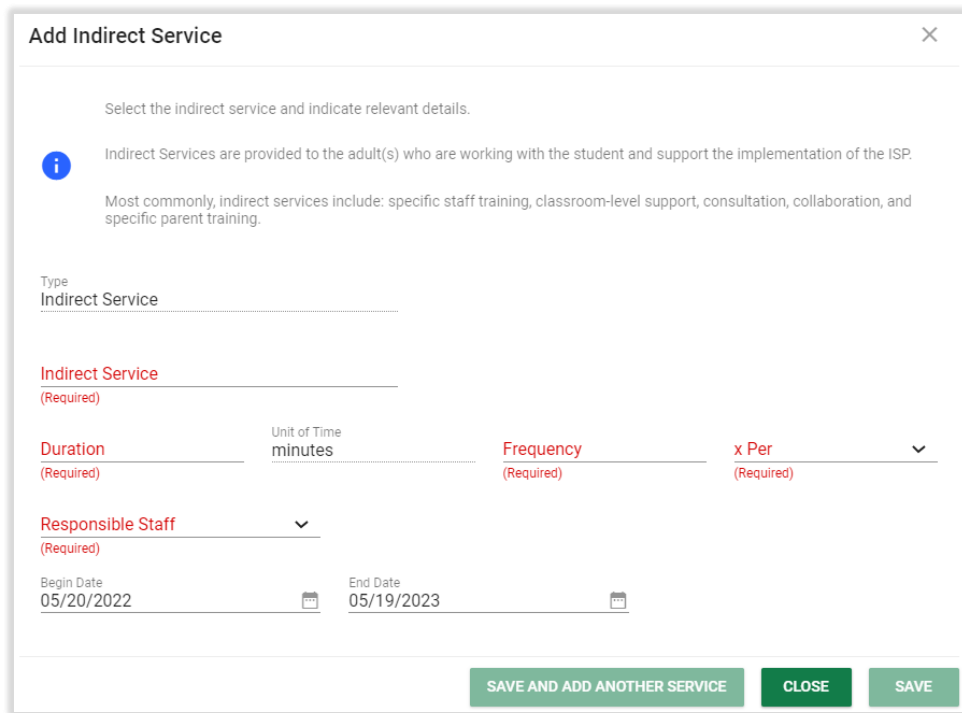 Add Indirect Service
Select the indirect service and indicate relevant details.
Indirect Services are provided to the adult(s) who are working with the student and support the implementation of the ISP.
Most commonly, indirect services include: specific staff training, classroom-level support, consultation, collaboration, and
specific parent training.
Type
Indirect Service
Indirect Service
(Required)
Duration
(Required)
Unit of Time
minutes
Frequency
(Required)
x Per
(Required)
Responsible Staff
(Required)
Begin Date
05/20/2022
End Date
05/19/2023
SAVE AND ADD ANOTHER SERVICE
CLOSE
SAVE